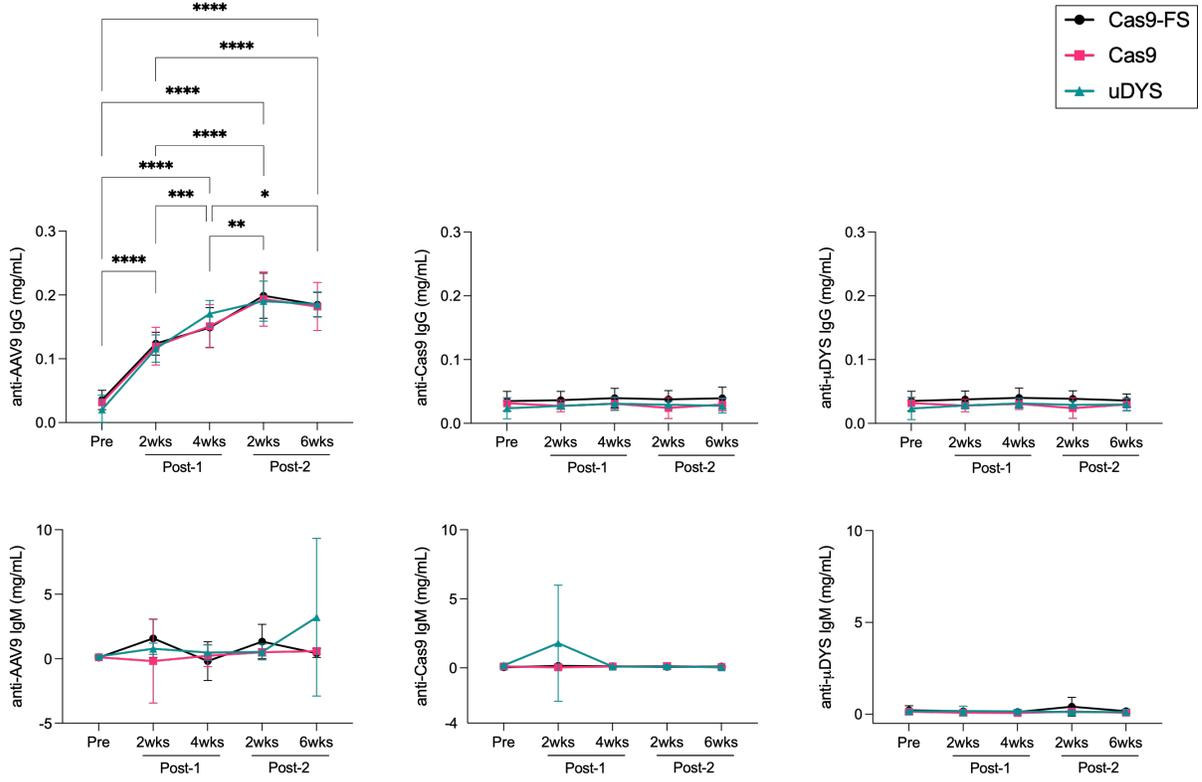 ****
****
****
****
****
***
*
**
****
Cas9-FS
Cas9
uDYS
anti-AAV9 IgG (mg/mL)
0.3
0.2
0.1
0.0
Pre 2wks 4wks 2wks 6wks
Post-1 Post-2
anti-Cas9 IgG (mg/mL)
0.3
0.2
0.1
0.0
Pre 2wks 4wks 2wks 6wks
Post-1 Post-2
anti-μDYS IgG (mg/mL)
0.3
0.2
0.1
0.0
Pre 2wks 4wks 2wks 6wks
Post-1 Post-2
anti-AAV9 IgM (mg/mL)
10
5
0
-5
Pre 2wks 4wks 2wks 6wks
Post-1 Post-2
anti-Cas9 IgM (mg/mL)
10
5
0
-4
Pre 2wks 4wks 2wks 6wks
Post-1 Post-2
anti-μDYS IgM (mg/mL)
10
5
0
Pre 2wks 4wks 2wks 6wks
Post-1 Post-2